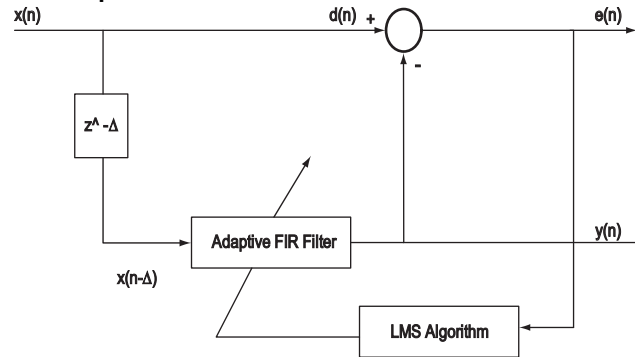 x(n)
d(n)
+
e(n)
-
z^ -Δ
Adaptive FIR Filter
y(n)
x(n-Δ)
LMS Algorithm